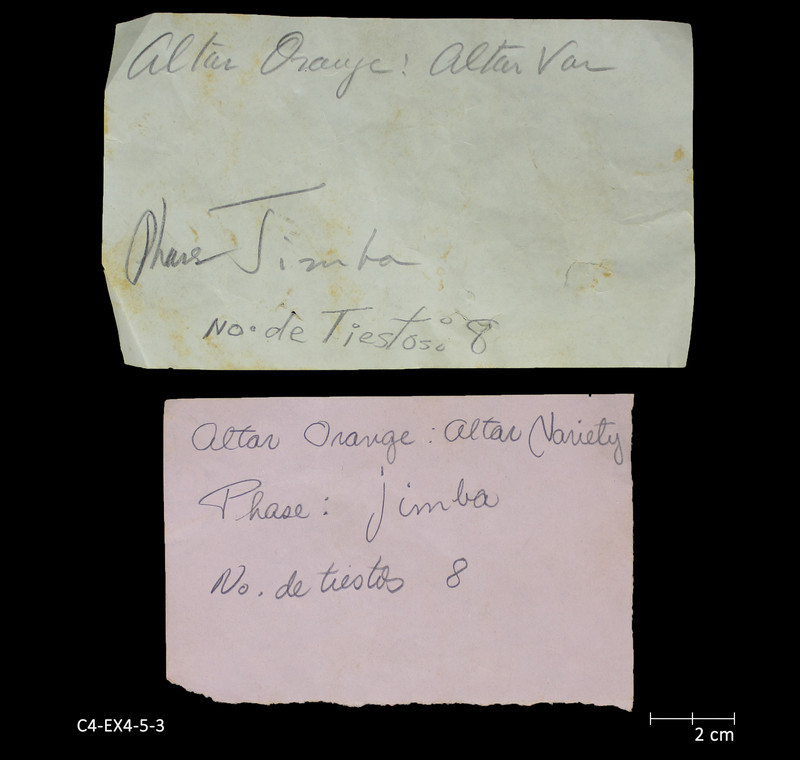 Altar Orange: Altar Var
Phase Jimba
No. de Tiestos: 8
Altar Orange: Altar Variety
Phase: Jimba
No. de tiestos 8
C4-EX4-5-3
2 cm